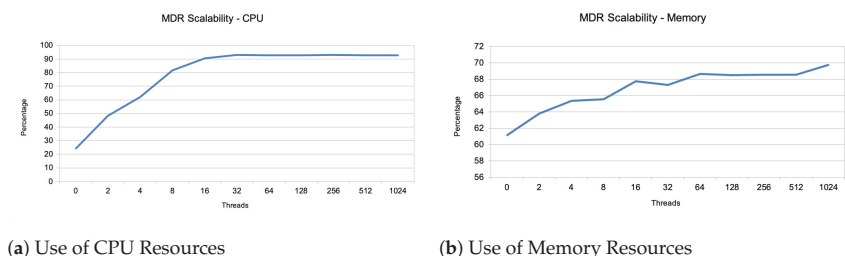 MDR Scalability - CPU
100
90
80
70
60
50
40
30
20
10
0
Percentage
0 2 4 8 16 32 64 128 256 512 1024
Threads
(a) Use of CPU Resources
MDR Scalability - Memory
72
70
68
66
64
62
60
58
56
Percentage
0 2 4 8 16 32 64 128 256 512 1024
Threads
(b) Use of Memory Resources